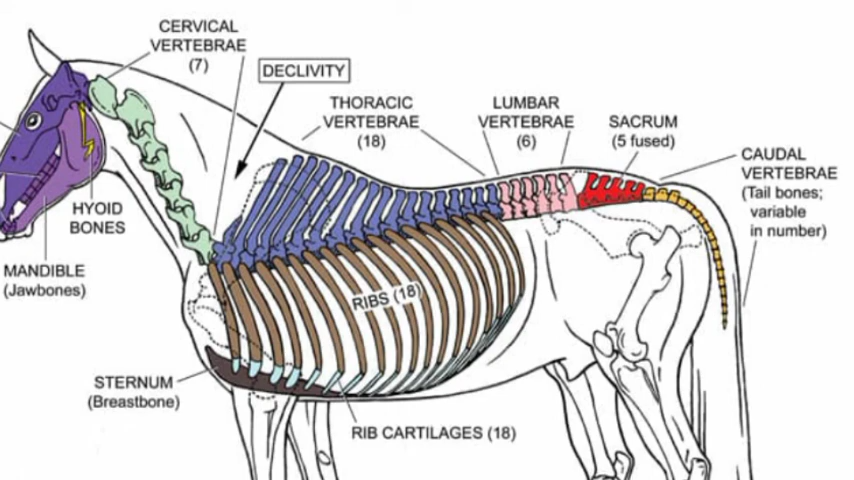 CERVICAL
VERTEBRAE
(7)
DECLIVITY
THORACIC
VERTEBRAE
(18)
LUMBAR
VERTEBRAE
(6)
SACRUM
(5 fused)
CAUDAL
VERTEBRAE
(Tail bones;
variable
in number)
HYOID
BONES
MANDIBLE
(Jawbones)
RIBS (18)
STERNUM
(Breastbone)
RIB CARTILAGES (18)